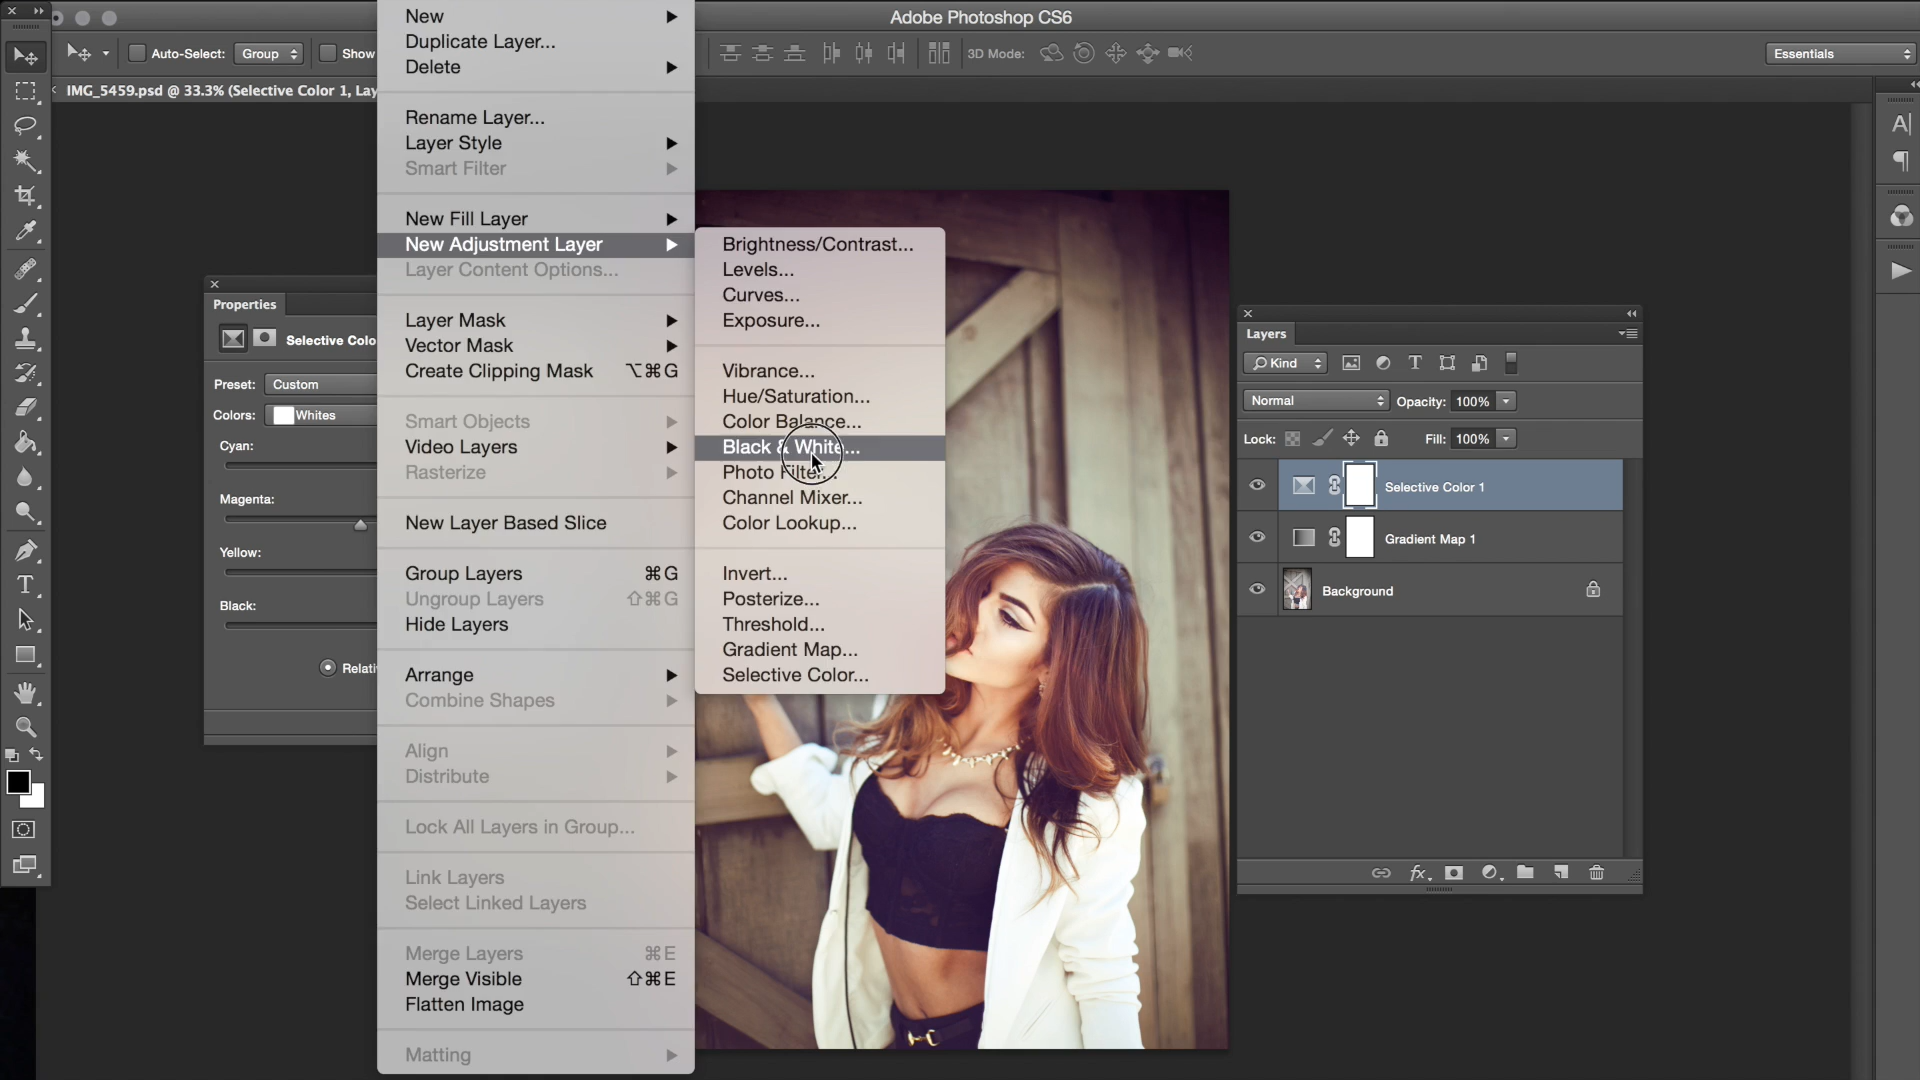 Adobe Photoshop CS6
Auto-Select:
Group
Show
3D Mode:
Essentials
IMG_5459.psd @ 33.3% (Selective Color 1, Lay
New
Duplicate Layer...
Delete
Rename Layer...
Layer Style
Smart Filter
New Fill Layer
New Adjustment Layer
Layer Content Options...
Layer Mask
Vector Mask
Create Clipping Mask ⌥⌘G
Smart Objects
Video Layers
Rasterize
New Layer Based Slice
Group Layers ⌘G
Ungroup Layers ⇧⌘G
Hide Layers
Arrange
Combine Shapes
Align
Distribute
Lock All Layers in Group...
Link Layers
Select Linked Layers
Merge Layers ⌘E
Merge Visible ⇧⌘E
Flatten Image
Matting
Brightness/Contrast...
Levels...
Curves...
Exposure...
Vibrance...
Hue/Saturation...
Color Balance...
Black & White...
Photo Filter...
Channel Mixer...
Color Lookup...
Invert...
Posterize...
Threshold...
Gradient Map...
Selective Color...
Properties
Selective Colo
Preset: Custom
Colors: Whites
Cyan:
Magenta:
Yellow:
Black:
Relati
Layers
Kind
Normal Opacity: 100%
Lock: Fill: 100%
Selective Color 1
Gradient Map 1
Background